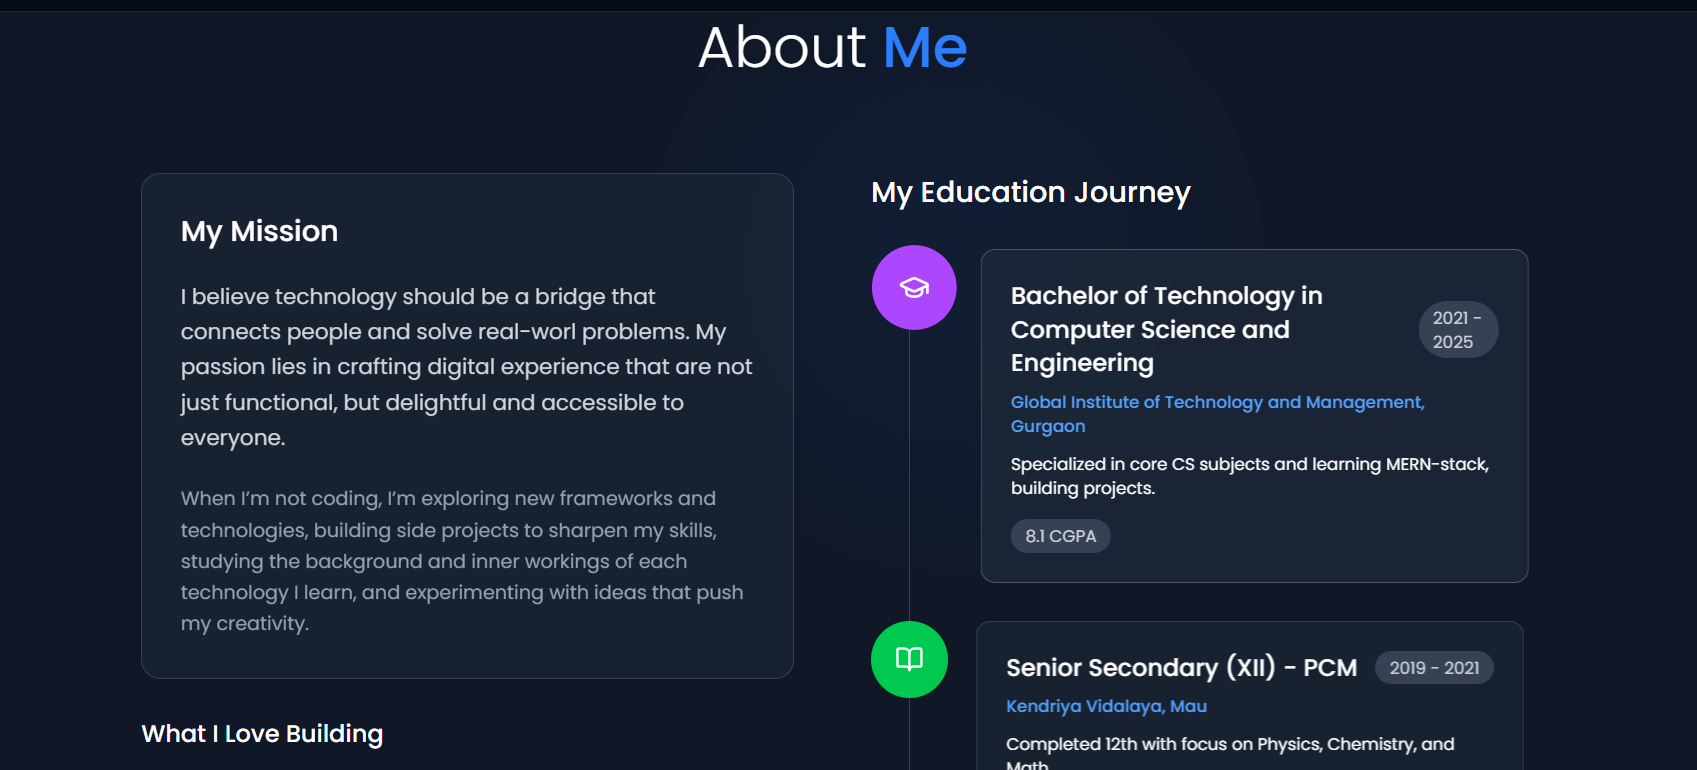 About Me
My Mission
I believe technology should be a bridge that
connects people and solve real-worl problems. My
passion lies in crafting digital experience that are not
just functional, but delightful and accessible to
everyone.
When I’m not coding, I’m exploring new frameworks and
technologies, building side projects to sharpen my skills,
studying the background and inner workings of each
technology I learn, and experimenting with ideas that push
my creativity.
What I Love Building
My Education Journey
Bachelor of Technology in
Computer Science and
Engineering
2021 -
2025
Global Institute of Technology and Management,
Gurgaon
Specialized in core CS subjects and learning MERN-stack,
building projects.
8.1 CGPA
Senior Secondary (XII) - PCM
2019 - 2021
Kendriya Vidalaya, Mau
Completed 12th with focus on Physics, Chemistry, and
Math